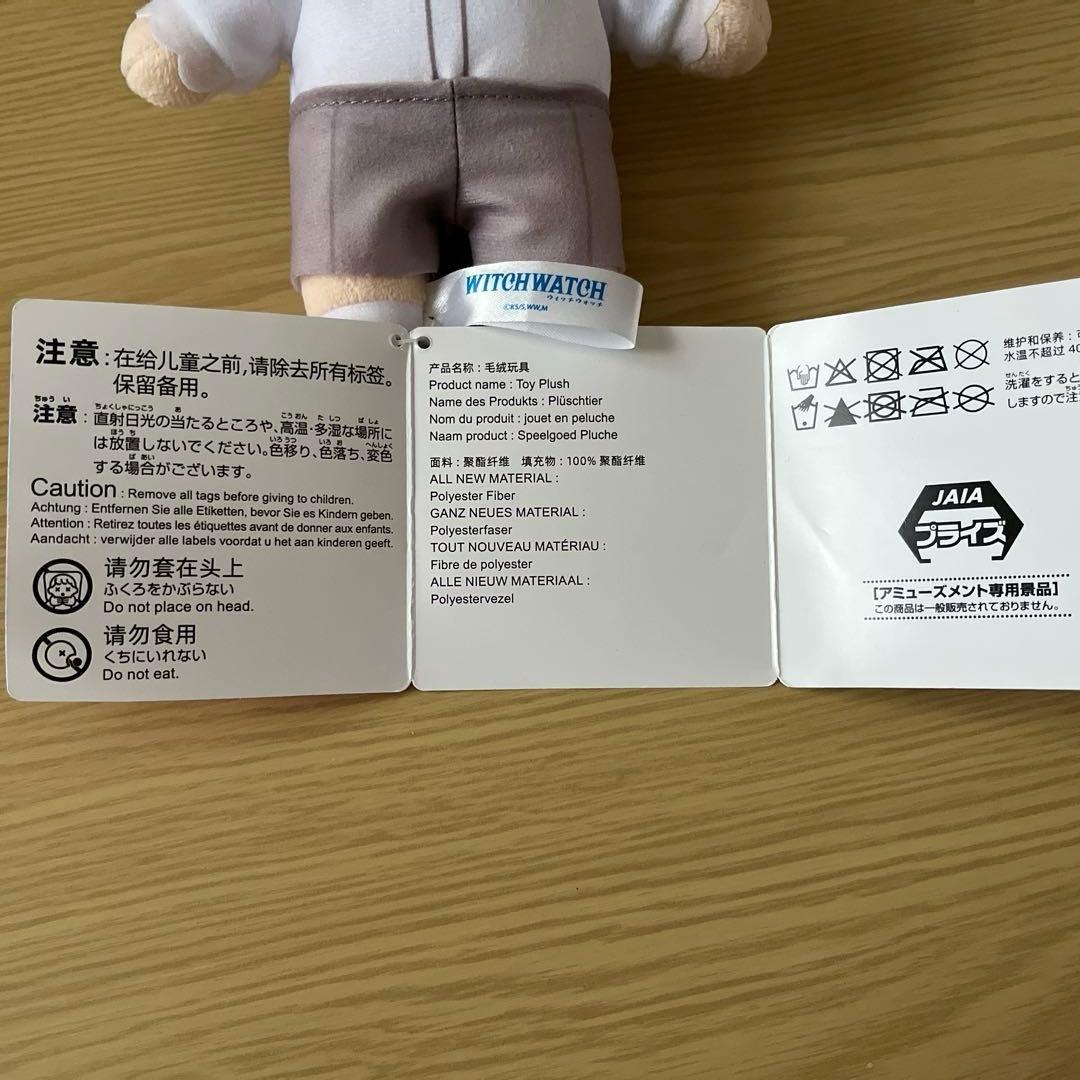 WITCHWATCH
ウィッチウォッチ
©KS/S,WW,M
注意:在给儿童之前,请除去所有标签。
保留备用。
注意:直射日光の当たるところや、高温・多湿な場所に
は放置しないでください。色移り、色落ち、変色
する場合がございます。
Caution : Remove all tags before giving to children.
Achtung : Entfernen Sie alle Etiketten, bevor Sie es Kindern geben.
Attention : Retirez toutes les étiquettes avant de donner aux enfants.
Aandacht : verwijder alle labels voordat u het aan kinderen geeft.
请勿套在头上
ふくろをかぶらない
Do not place on head.
请勿食用
くちにいれない
Do not eat.
产品名称 : 毛绒玩具
Product name : Toy Plush
Name des Produkts : Plüschtier
Nom du produit : jouet en peluche
Naam product : Speelgoed Pluche
面料 : 聚酯纤维 填充物 : 100% 聚酯纤维
ALL NEW MATERIAL :
Polyester Fiber
GANZ NEUES MATERIAL :
Polyesterfaser
TOUT NOUVEAU MATÉRIAU :
Fibre de polyester
ALLE NIEUW MATERIAAL :
Polyestervezel
维护和保养 :
水温不超过 40
洗濯をすると
しますので注
JAIA
プライズ
[アミューズメント専用景品]
この商品は一般販売されておりません。